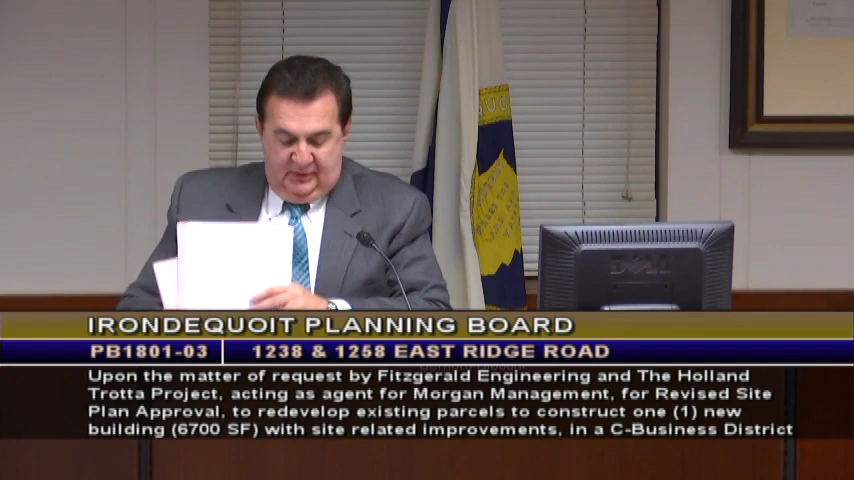 DELL
IRONDEQUOIT PLANNING BOARD
PB1801-03 1238 & 1258 EAST RIDGE ROAD
Upon the matter of request by Fitzgerald Engineering and The Holland
Trotta Project, acting as agent for Morgan Management, for Revised Site
Plan Approval, to redevelop existing parcels to construct one (1) new
building (6700 SF) with site related improvements, in a C-Business District